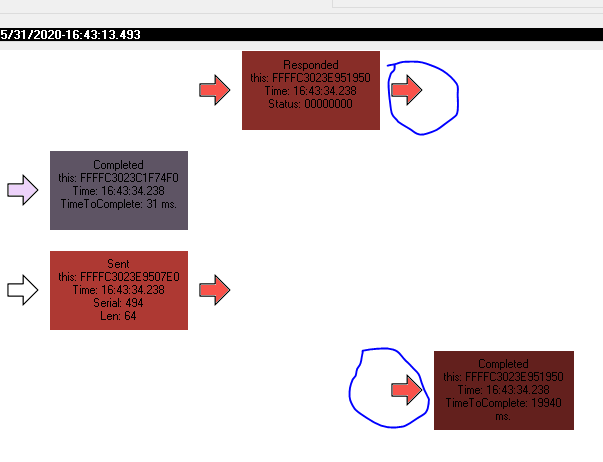 5/31/2020-16:43:13.493
Responded
this: FFFFC3023E951950
Time: 16:43:34.238
Status: 00000000
Completed
this: FFFFC3023C1F74F0
Time: 16:43:34.238
TimeToComplete: 31 ms.
Sent
this: FFFFC3023E9507E0
Time: 16:43:34.238
Serial: 494
Len: 64
Completed
this: FFFFC3023E951950
Time: 16:43:34.238
TimeToComplete: 19940
ms.